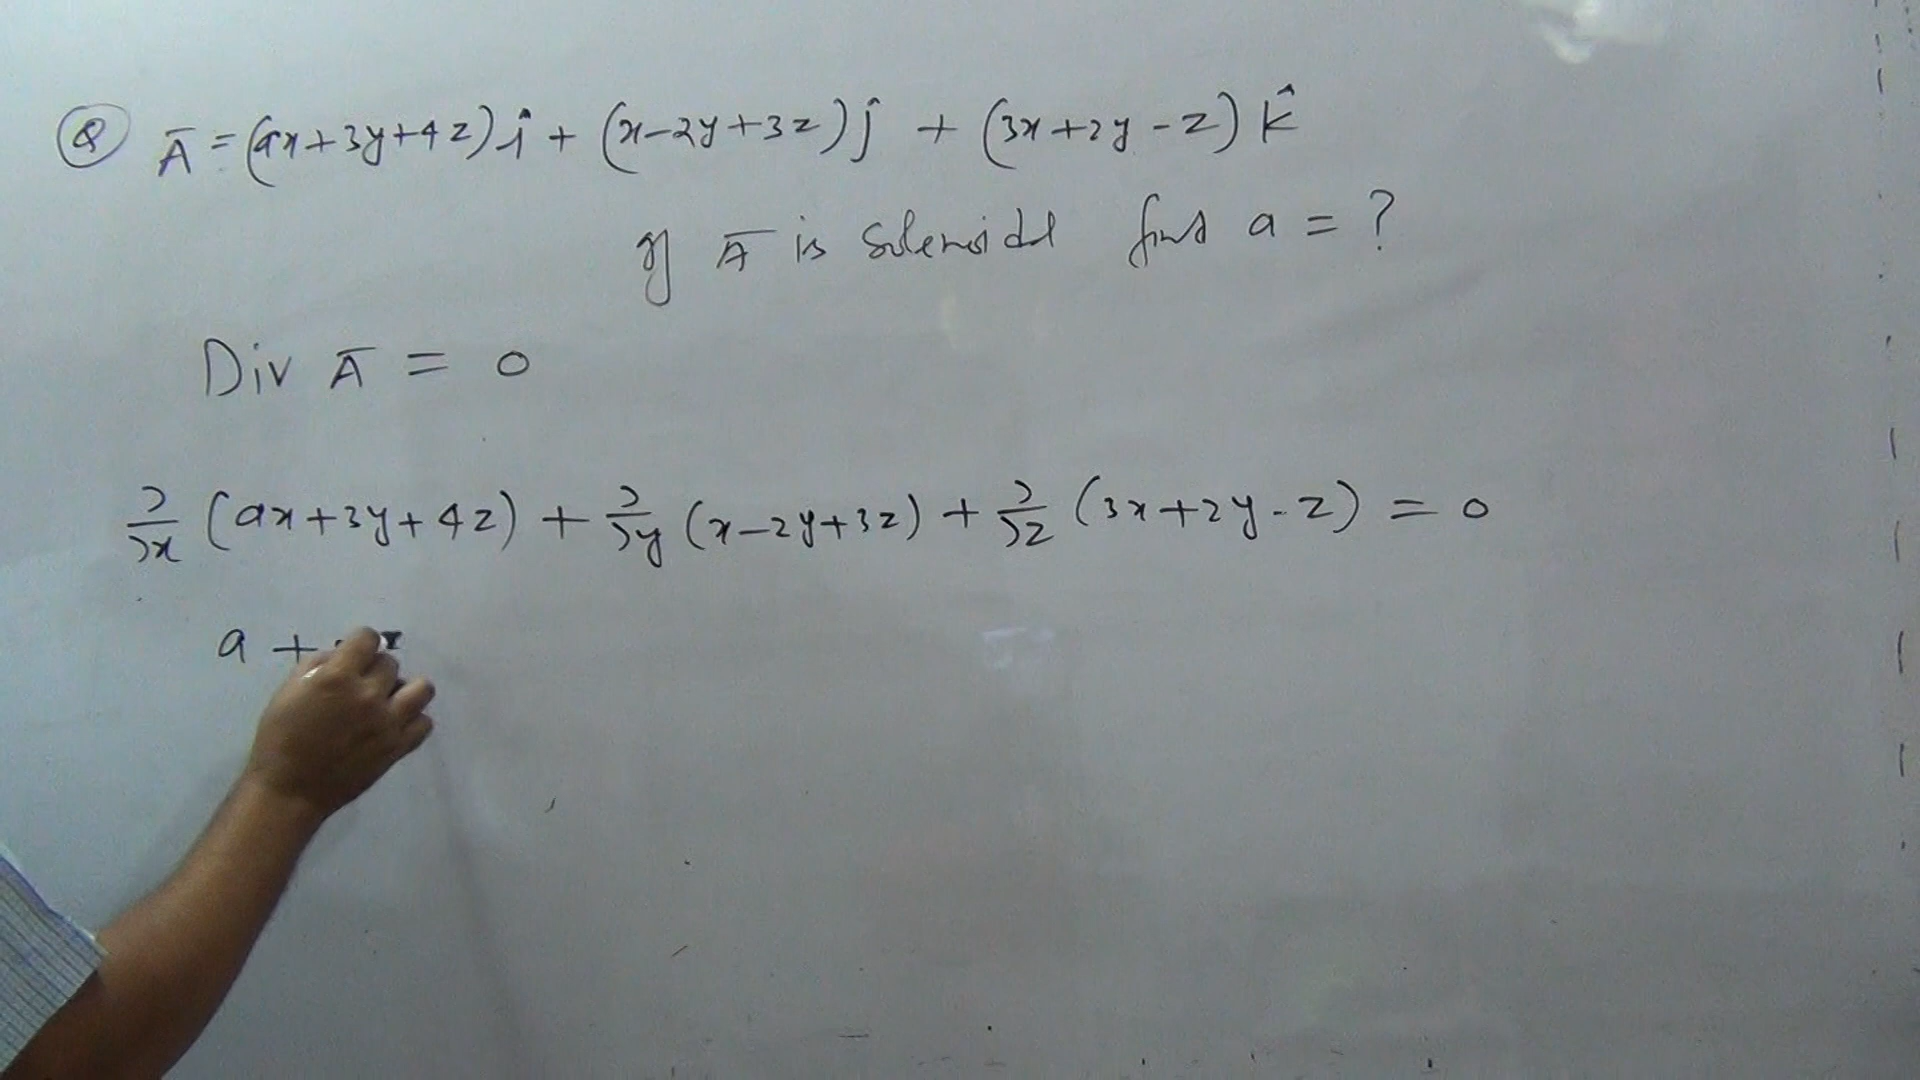 Q Ā = (ax+3y+4z)î + (x-2y+3z)ĵ + (3x+2y-z) k̂
If Ā is Solenoidal find a = ?
Div Ā = 0
∂/∂x (ax+3y+4z) + ∂/∂y (x-2y+3z) + ∂/∂z (3x+2y-z) = 0
a +